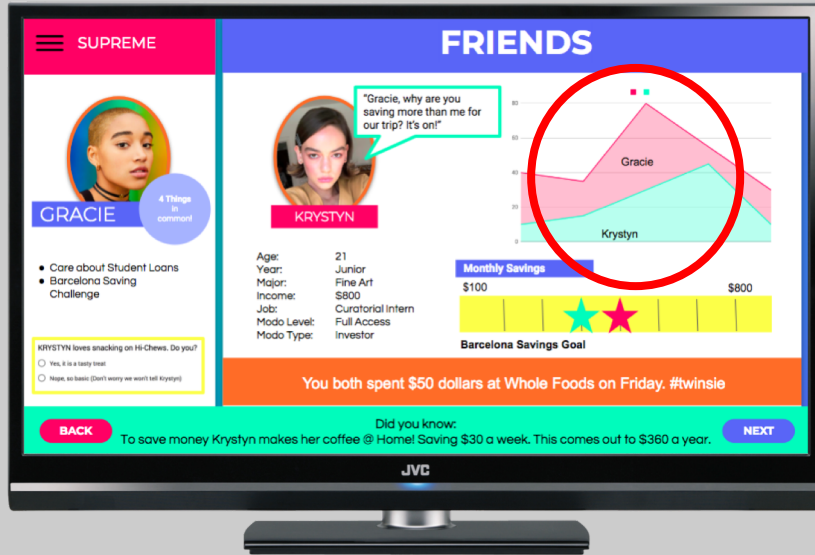 SUPREME
FRIENDS
"Gracie, why are you
saving more than me for
our trip? It's on!"
4 Things
in
common!
GRACIE
KRYSTYN
80
60
40
20
0
Gracie
Krystyn
Care about Student Loans
Barcelona Saving
Challenge
Age: 21
Year: Junior
Major: Fine Art
Income: $800
Job: Curatorial Intern
Modo Level: Full Access
Modo Type: Investor
Monthly Savings
$100 $800
Barcelona Savings Goal
KRYSTYN loves snacking on Hi-Chews. Do you?
Yes, it is a tasty treat
Nope, so basic (Don't worry we won't tell Krystyn)
You both spent $50 dollars at Whole Foods on Friday. #twinsie
BACK
Did you know:
To save money Krystyn makes her coffee @ Home! Saving $30 a week. This comes out to $360 a year.
NEXT
JVC